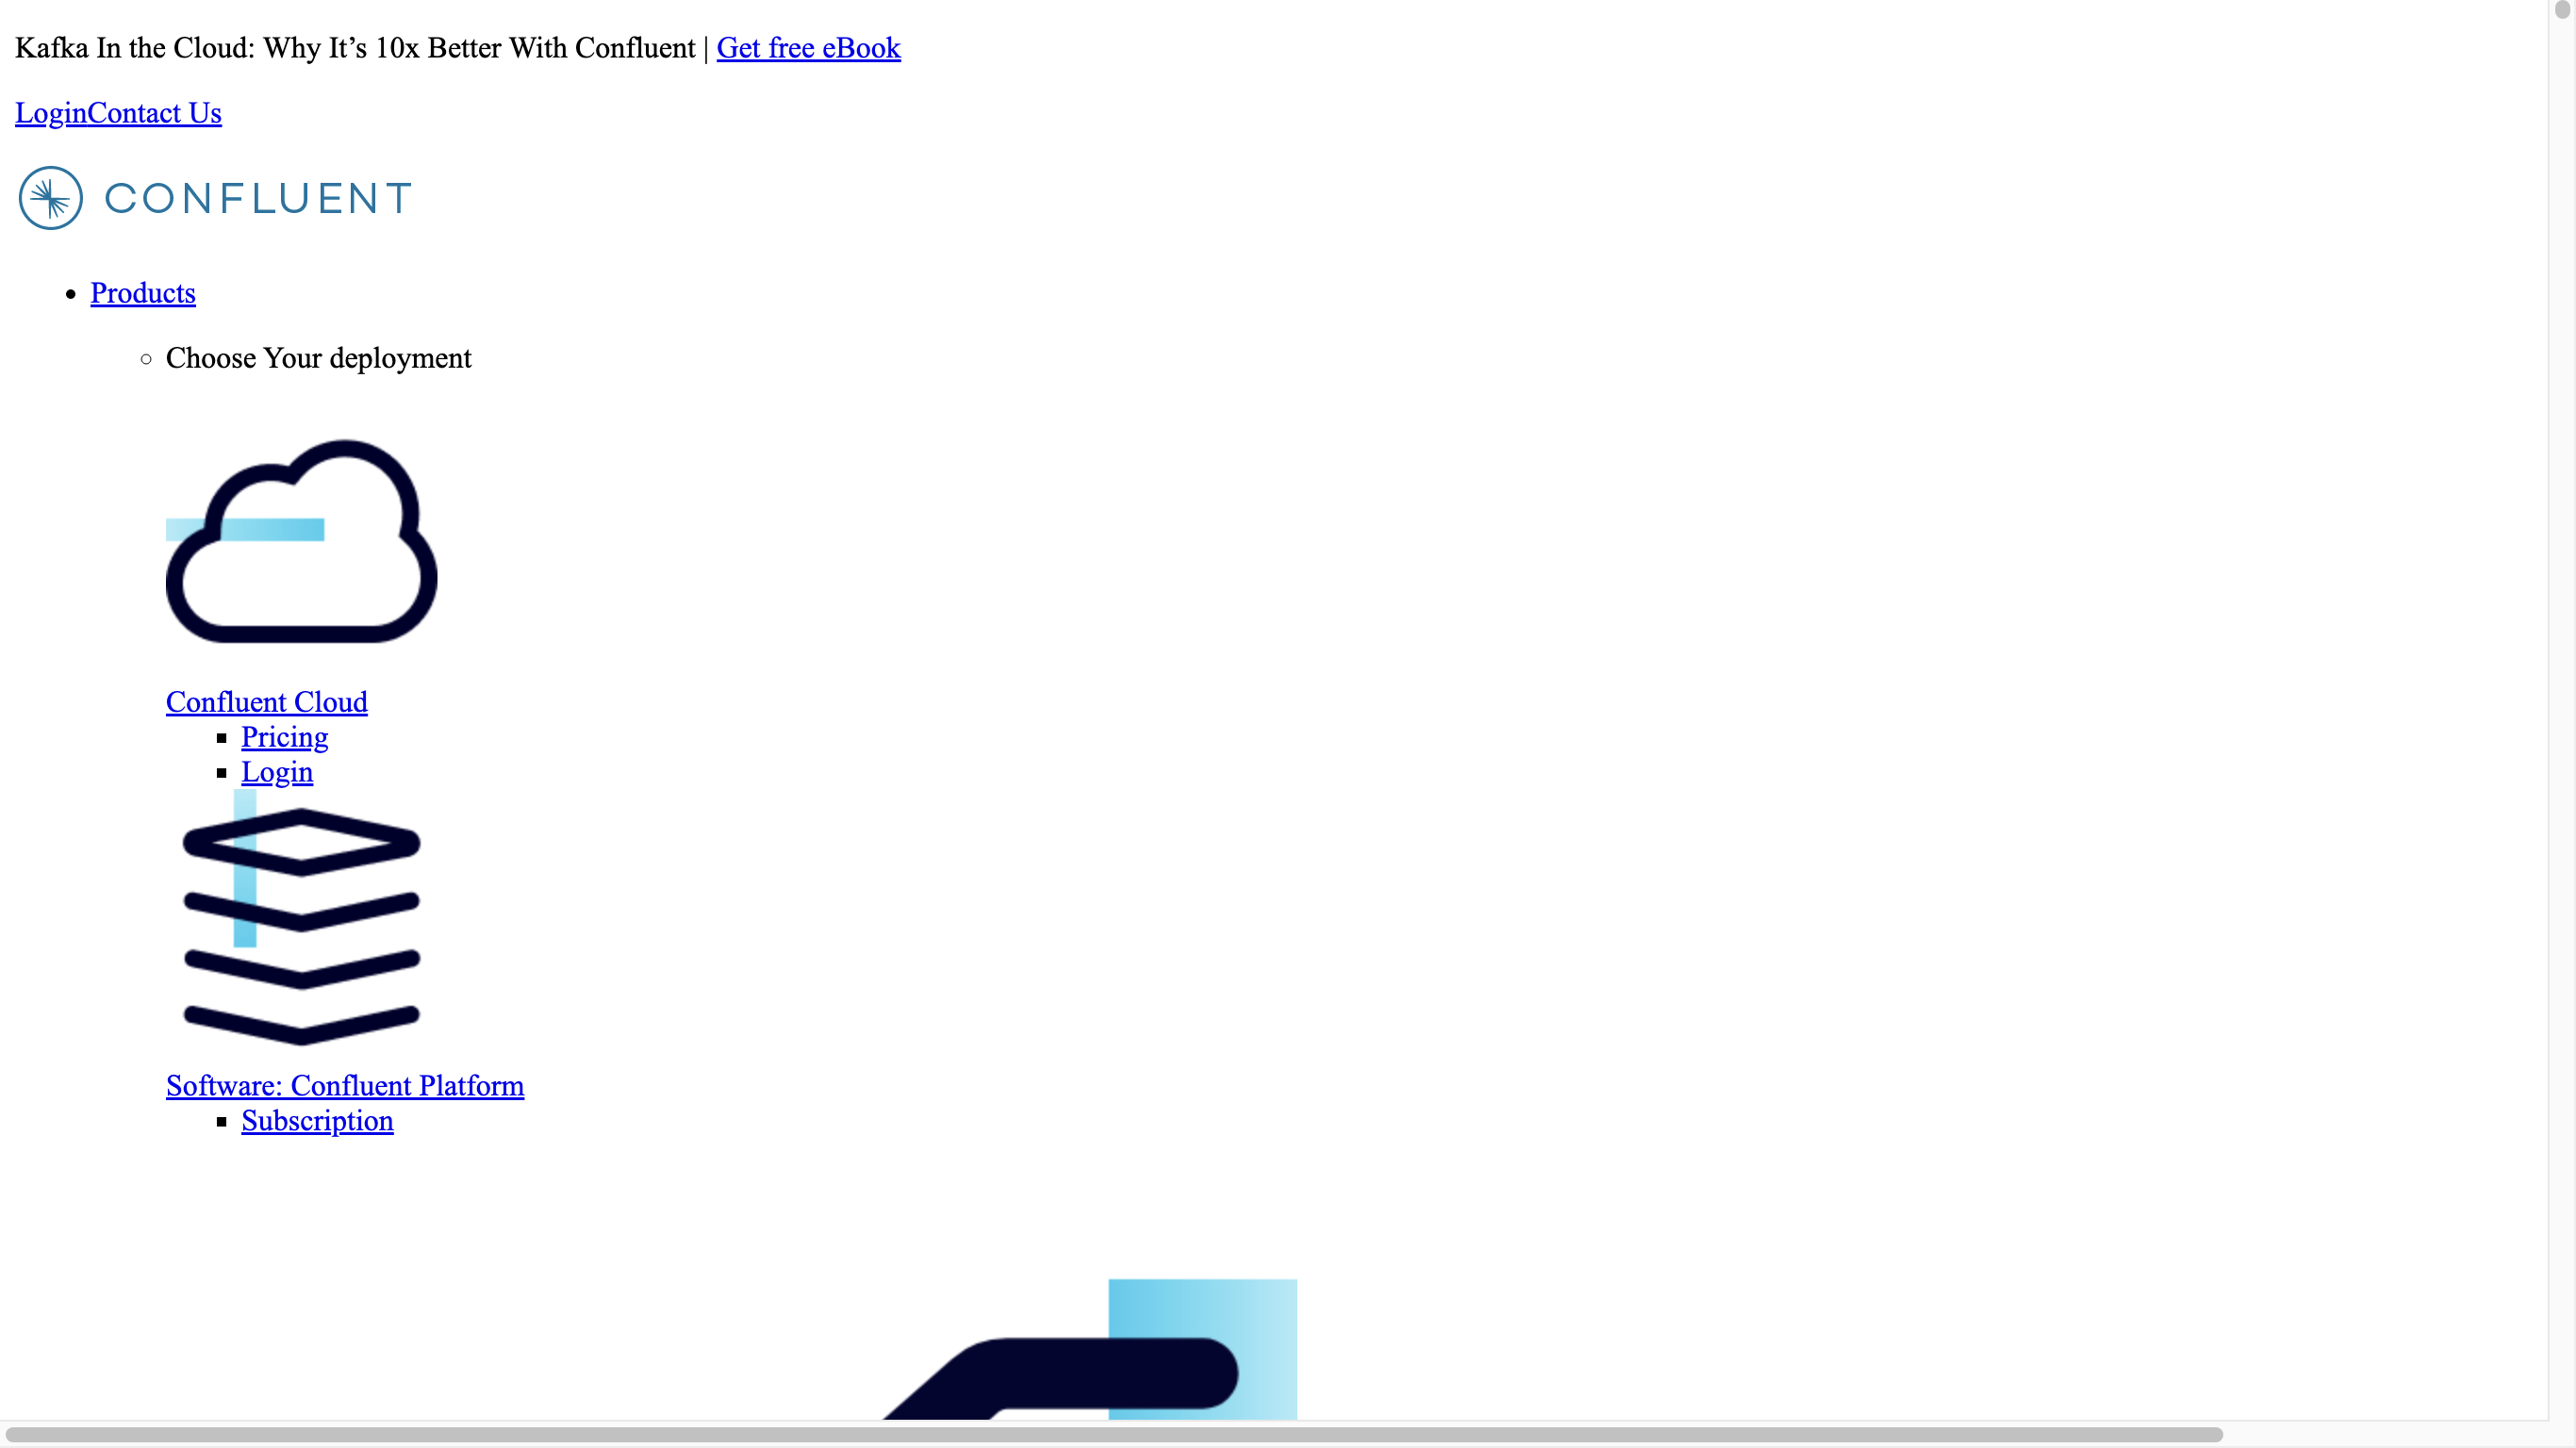 Kafka In the Cloud: Why It’s 10x Better With Confluent | Get free eBook
LoginContact Us
CONFLUENT
Products
Choose Your deployment
Confluent Cloud
Pricing
Login
Software: Confluent Platform
Subscription